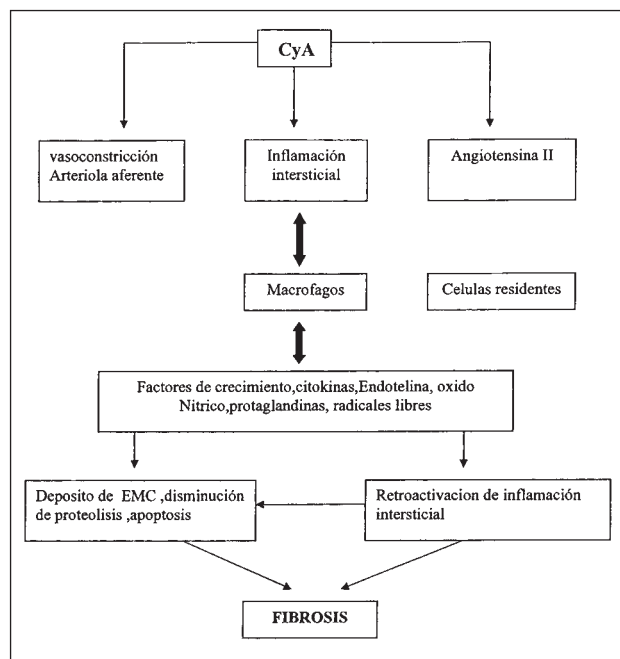 CyA
vasoconstricción
Arteriola aferente
Inflamación
intersticial
Angiotensina II
Macrofagos
Celulas residentes
Factores de crecimiento,citokinas,Endotelina, oxido
Nitrico,protaglandinas, radicales libres
Deposito de EMC ,disminución
de proteolisis ,apoptosis
Retroactivacion de inflamación
intersticial
FIBROSIS